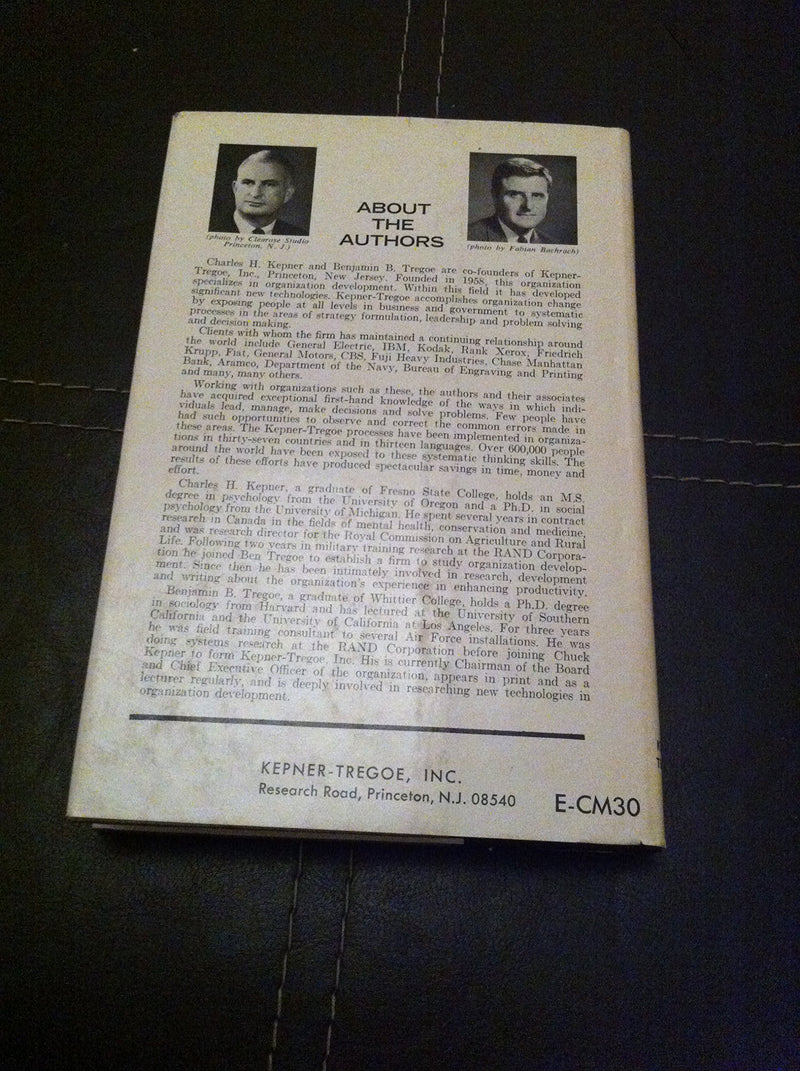 ABOUT
THE
AUTHORS
(photo by Clearose Studio
Princeton, N. J.)
(photo by Fabian Bachrach)
Charles H. Kepner and Benjamin B. Tregoe are co-founders of Kepner-
Tregoe, Inc., Princeton, New Jersey. Founded in 1958, this organization
specializes in organization development. Within this field it has developed
significant new technologies. Kepner-Tregoe accomplishes organization change
by exposing people at all levels in business and government to systematic
processes in the areas of strategy formulation, leadership and problem solving
and decision making.
Clients with whom the firm has maintained a continuing relationship around
the world include General Electric, IBM, Kodak, Rank Xerox, Friedrich
Krupp, Fiat, General Motors, CBS, Fuji Heavy Industries, Chase Manhattan
Bank, Aramco, Department of the Navy, Bureau of Engraving and Printing
and many, many others.
Working with organizations such as these, the authors and their associates
have acquired exceptional first-hand knowledge of the ways in which indi-
viduals lead, manage, make decisions and solve problems. Few people have
had such opportunities to observe and correct the common errors made in
these areas. The Kepner-Tregoe processes have been implemented in organiza-
tions in thirty-seven countries and in thirteen languages. Over 600,000 people
around the world have been exposed to these systematic thinking skills. The
results of these efforts have produced spectacular savings in time, money and
effort.
Charles H. Kepner, a graduate of Fresno State College, holds an M.S.
degree in psychology from the University of Oregon and a Ph.D. in social
psychology from the University of Michigan. He spent several years in contract
research in Canada in the fields of mental health, conservation and medicine,
and was research director for the Royal Commission on Agriculture and Rural
Life. Following two years in military training research at the RAND Corpora-
tion he joined Ben Tregoe to establish a firm to study organization develop-
ment. Since then he has been intimately involved in research, development
and writing about the organization's experience in enhancing productivity.
Benjamin B. Tregoe, a graduate of Whittier College, holds a Ph.D. degree
in sociology from Harvard and has lectured at the University of Southern
California and the University of California at Los Angeles. For three years
he was field training consultant to several Air Force installations. He was
doing systems research at the RAND Corporation before joining Chuck
Kepner to form Kepner-Tregoe, Inc. His is currently Chairman of the Board
and Chief Executive Officer of the organization, appears in print and as a
lecturer regularly, and is deeply involved in researching new technologies in
organization development.
KEPNER-TREGOE, INC.
Research Road, Princeton, N.J. 08540
E-CM30